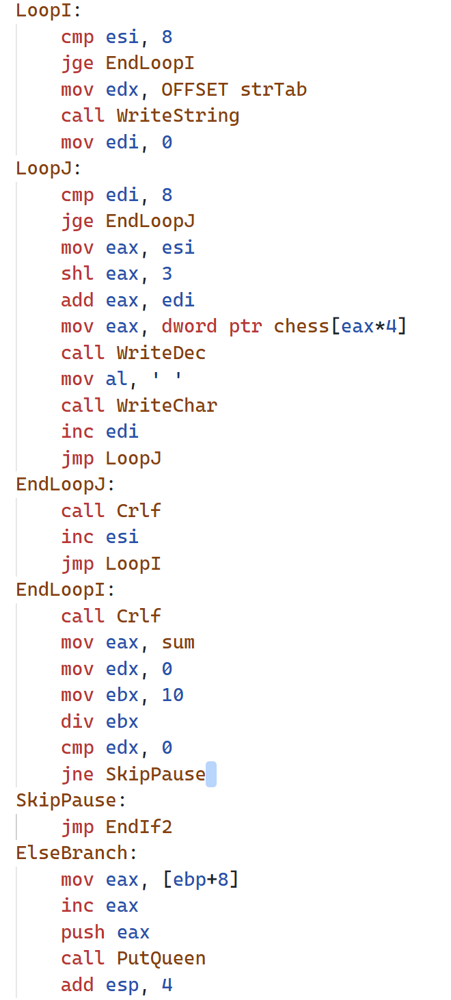 LoopI:
cmp esi, 8
jge EndLoopI
mov edx, OFFSET strTab
call WriteString
mov edi, 0
LoopJ:
cmp edi, 8
jge EndLoopJ
mov eax, esi
shl eax, 3
add eax, edi
mov eax, dword ptr chess[eax*4]
call WriteDec
mov al, ' '
call WriteChar
inc edi
jmp LoopJ
EndLoopJ:
call Crlf
inc esi
jmp LoopI
EndLoopI:
call Crlf
mov eax, sum
mov edx, 0
mov ebx, 10
div ebx
cmp edx, 0
jne SkipPause
SkipPause:
jmp EndIf2
ElseBranch:
mov eax, [ebp+8]
inc eax
push eax
call PutQueen
add esp, 4